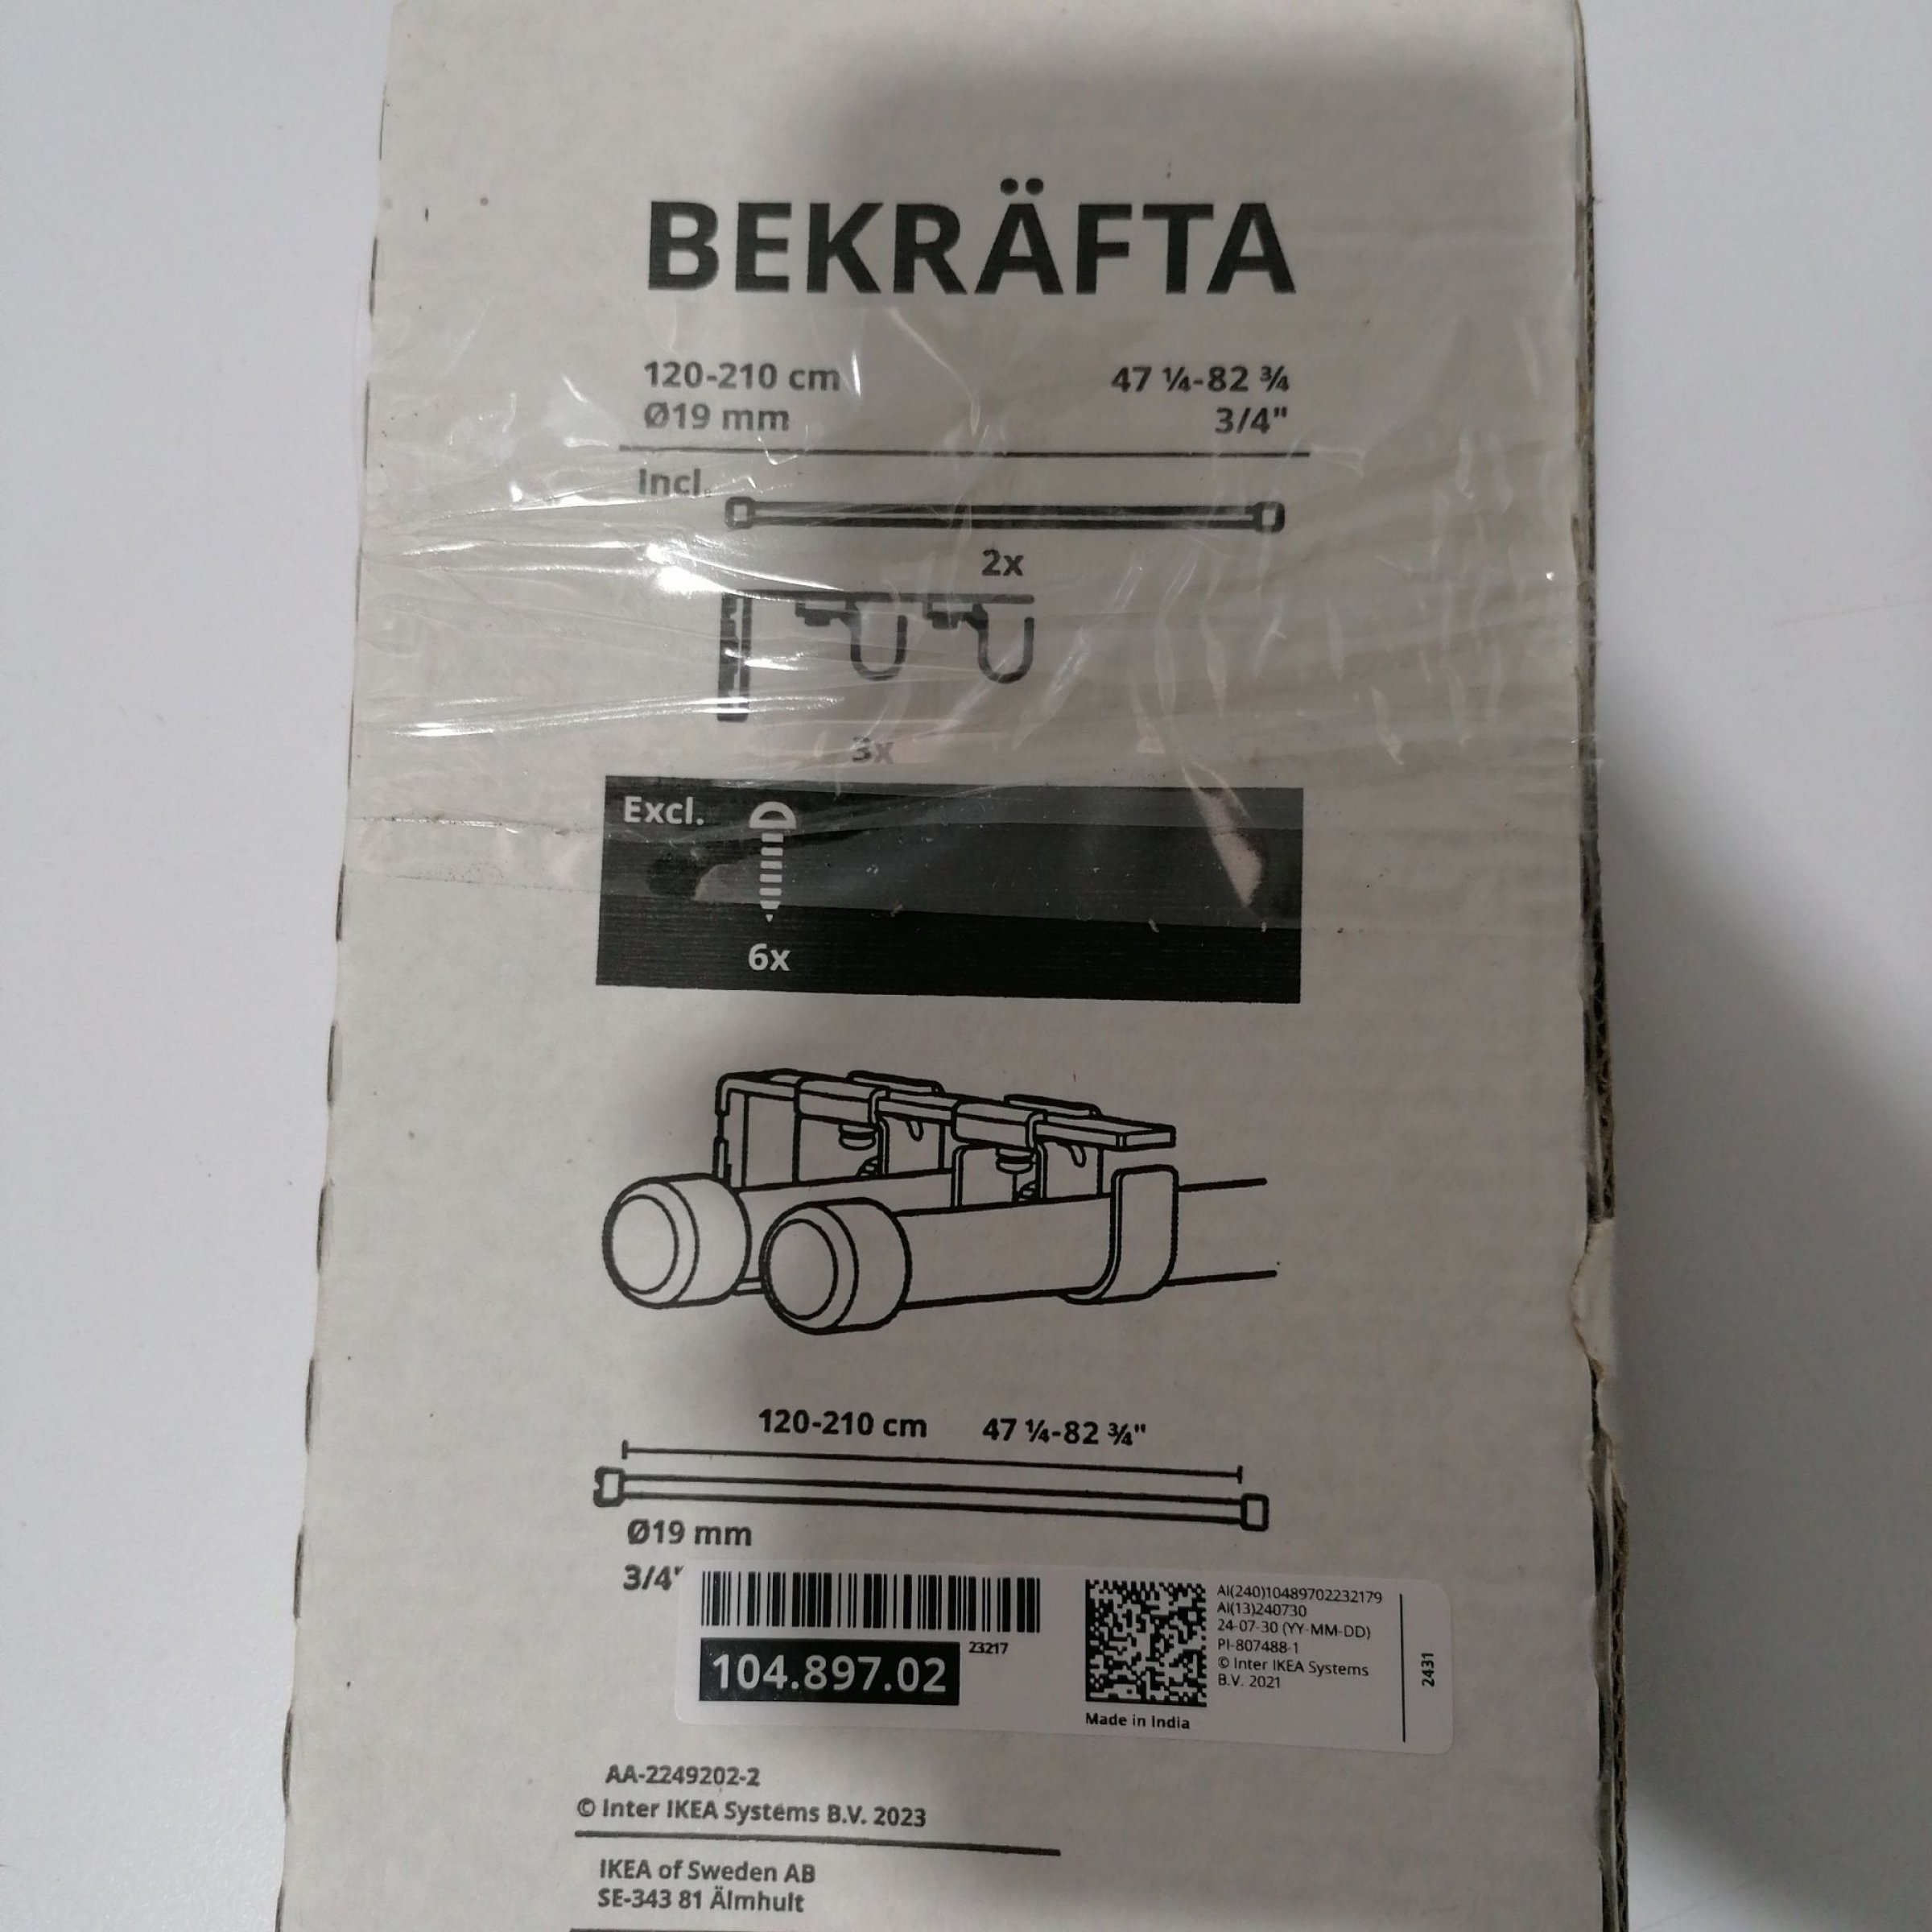 BEKRÄFTA
120-210 cm 47 ¼-82 ¾
Ø19 mm 3/4"
Incl.
2x
3x
Excl.
6x
120-210 cm 47 ¼-82 ¾"
Ø19 mm
3/4"
23217
104.897.02
AI(240)10489702232179
AI(13)240730
24-07-30 (YY-MM-DD)
PI-807488-1
© Inter IKEA Systems
B.V. 2021
2431
Made in India
AA-2249202-2
© Inter IKEA Systems B.V. 2023
IKEA of Sweden AB
SE-343 81 Älmhult